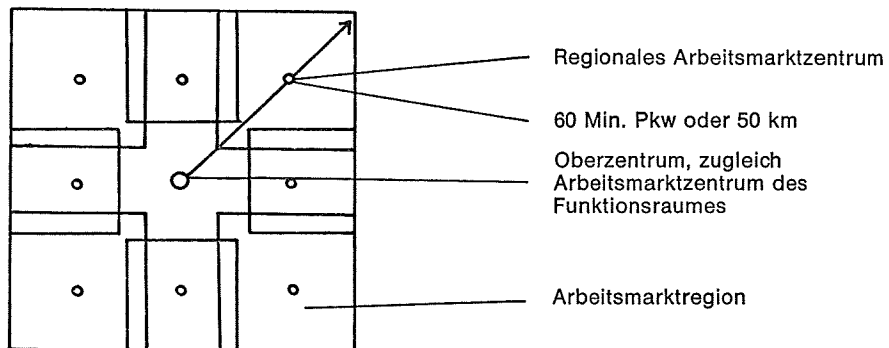 Regionales Arbeitsmarktzentrum
60 Min. Pkw oder 50 km
Oberzentrum, zugleich
Arbeitsmarktzentrum des
Funktionsraumes
Arbeitsmarktregion